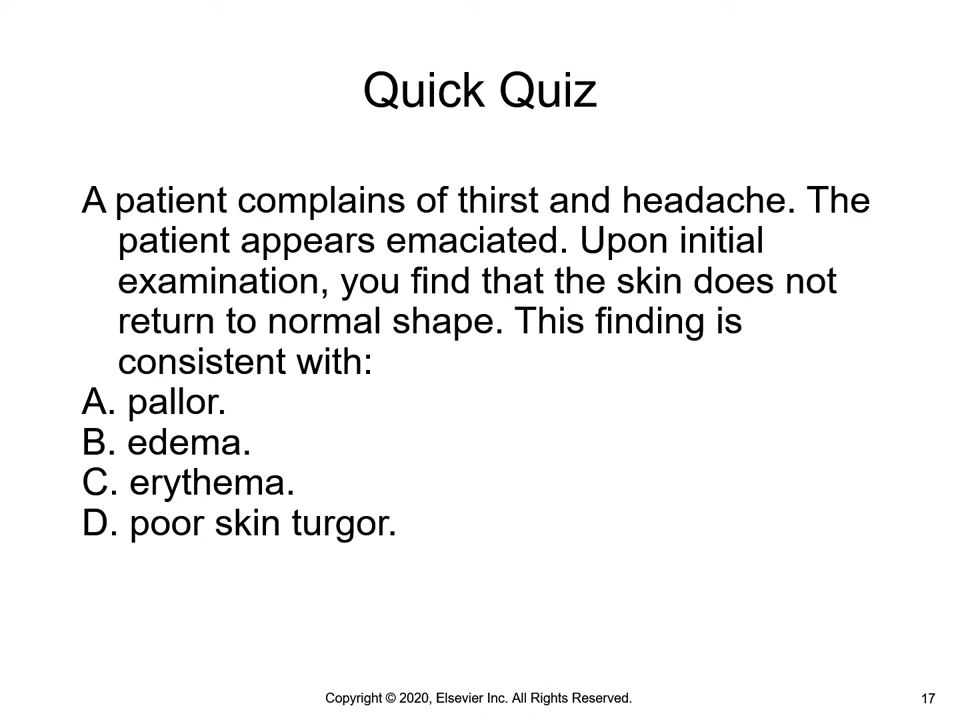 Quick Quiz
A patient complains of thirst and headache. The
patient appears emaciated. Upon initial
examination, you find that the skin does not
return to normal shape. This finding is
consistent with:
A. pallor.
B. edema.
C. erythema.
D. poor skin turgor.
Copyright © 2020, Elsevier Inc. All Rights Reserved.
17